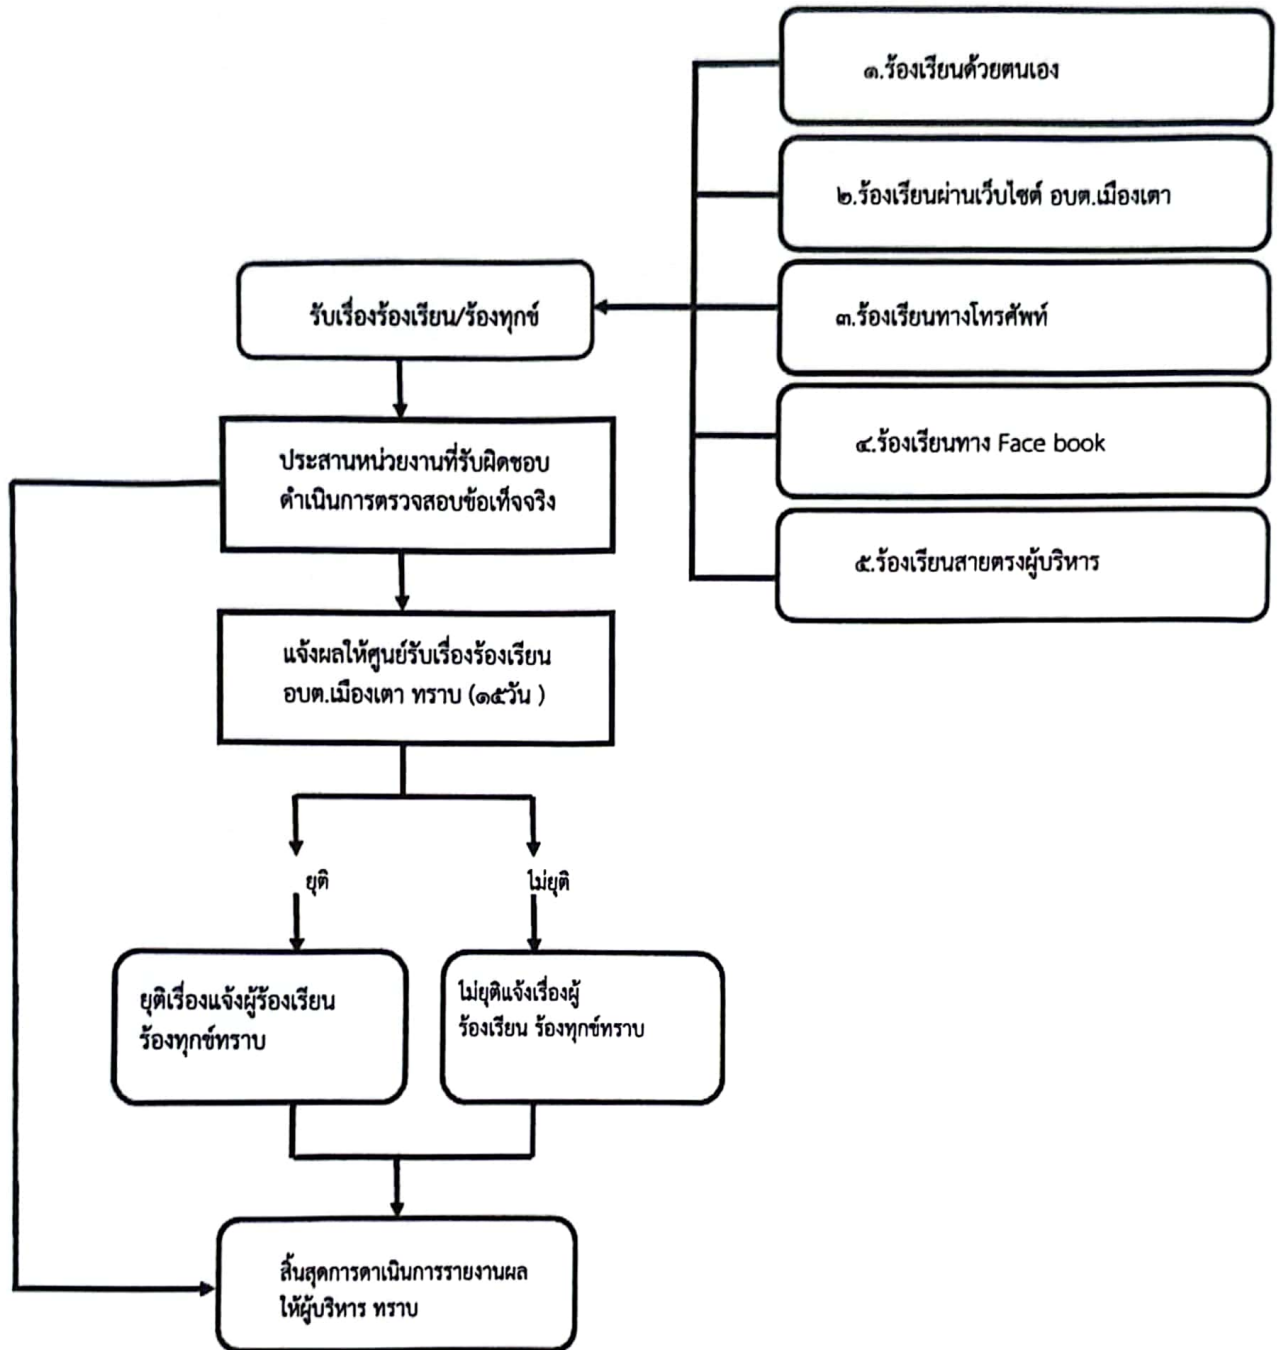 ๑.ร้องเรียนด้วยตนเอง
๒.ร้องเรียนผ่านเว็บไซต์ อบต.เมืองเตา
๓.ร้องเรียนทางโทรศัพท์
๔.ร้องเรียนทาง Face book
๕.ร้องเรียนสายตรงผู้บริหาร
รับเรื่องร้องเรียน/ร้องทุกข์
ประสานหน่วยงานที่รับผิดชอบ
ดำเนินการตรวจสอบข้อเท็จจริง
แจ้งผลให้ศูนย์รับเรื่องร้องเรียน
อบต.เมืองเตา ทราบ (๑๕วัน )
ยุติ
ไม่ยุติ
ยุติเรื่องแจ้งผู้ร้องเรียน
ร้องทุกข์ทราบ
ไม่ยุติแจ้งเรื่องผู้
ร้องเรียน ร้องทุกข์ทราบ
สิ้นสุดการดาเนินการรายงานผล
ให้ผู้บริหาร ทราบ